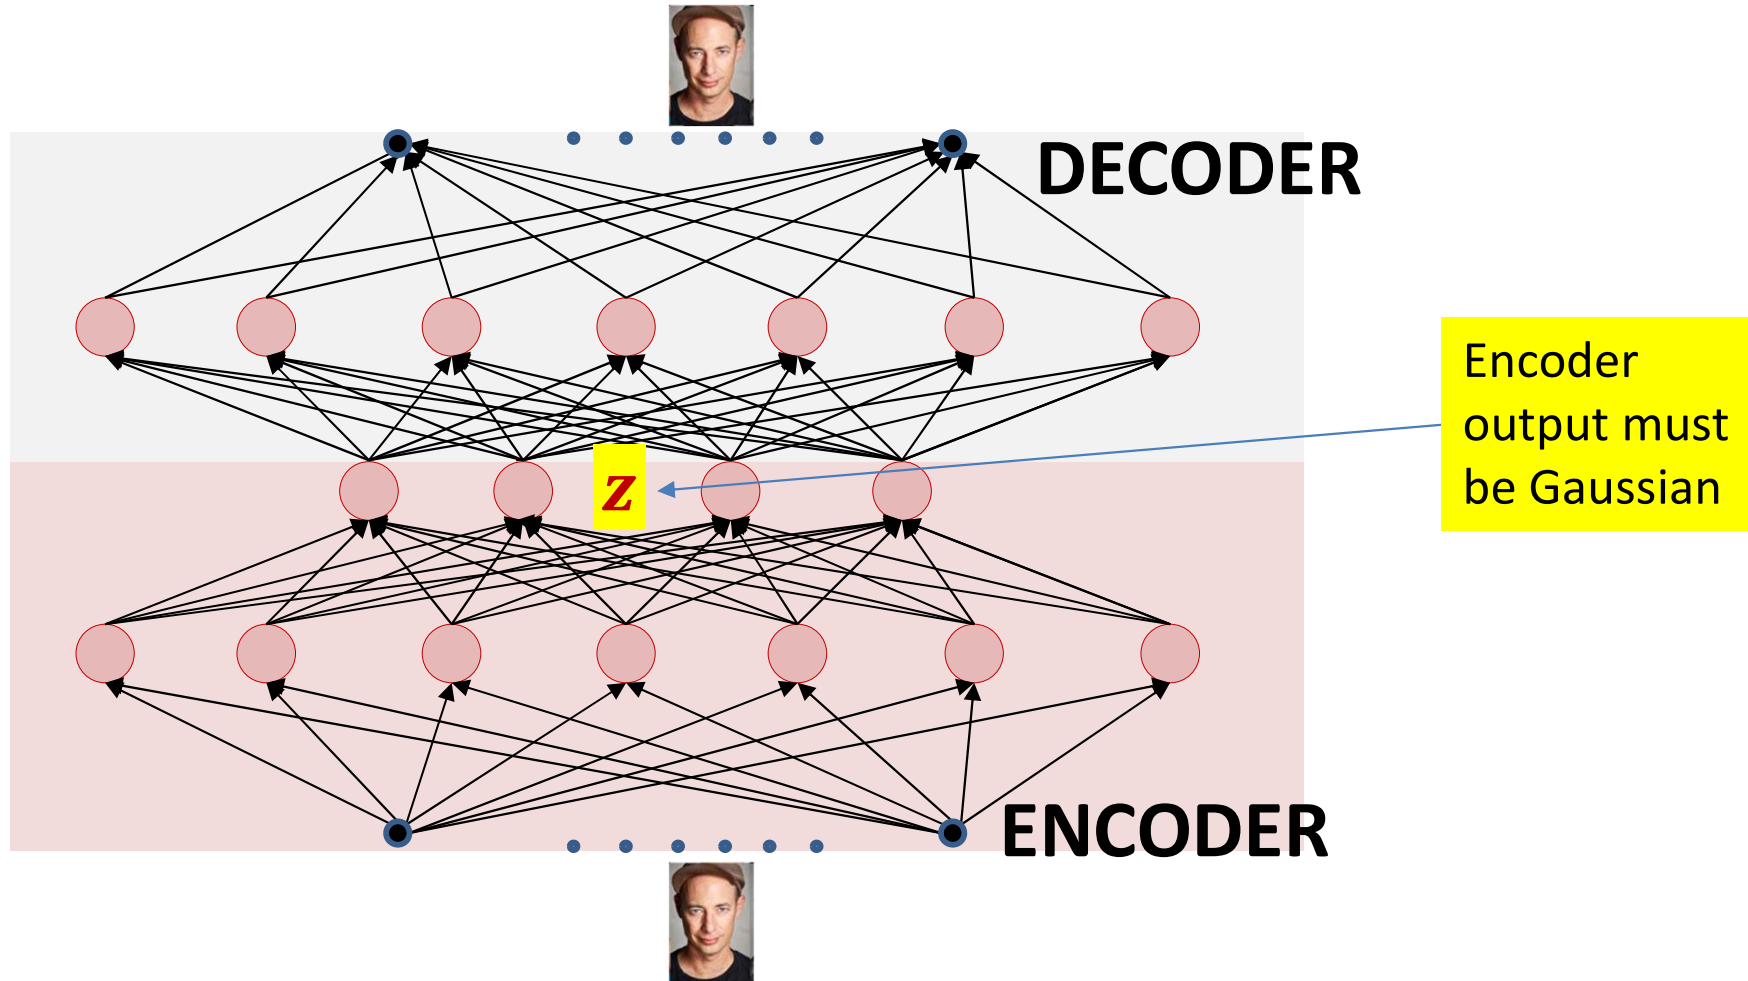 DECODER
Encoder
output must
be Gaussian
z
ENCODER